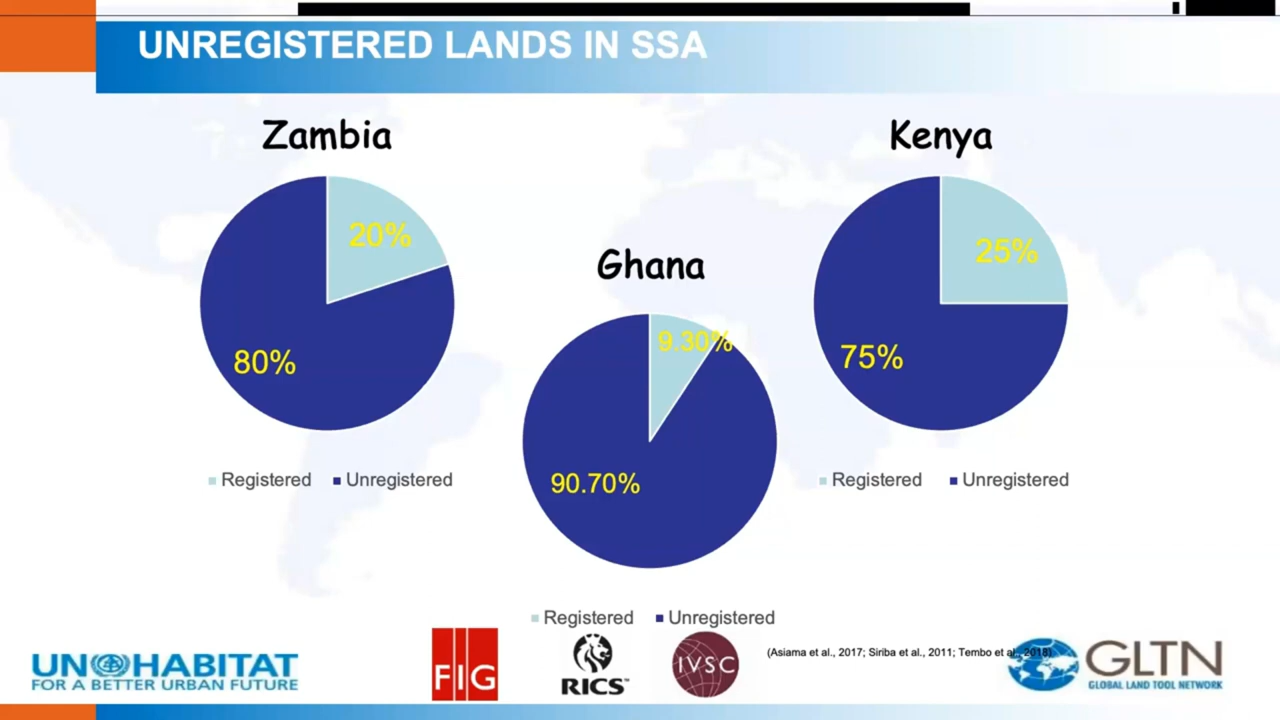 UNREGISTERED LANDS IN SSA
Zambia
20%
80%
Registered Unregistered
Ghana
9.30%
90.70%
Registered Unregistered
Kenya
25%
75%
Registered Unregistered
(Asiama et al., 2017; Siriba et al., 2011; Tembo et al., 2018)
UN HABITAT
FOR A BETTER URBAN FUTURE
FIG
RICS™
IVSC
GLTN
GLOBAL LAND TOOL NETWORK